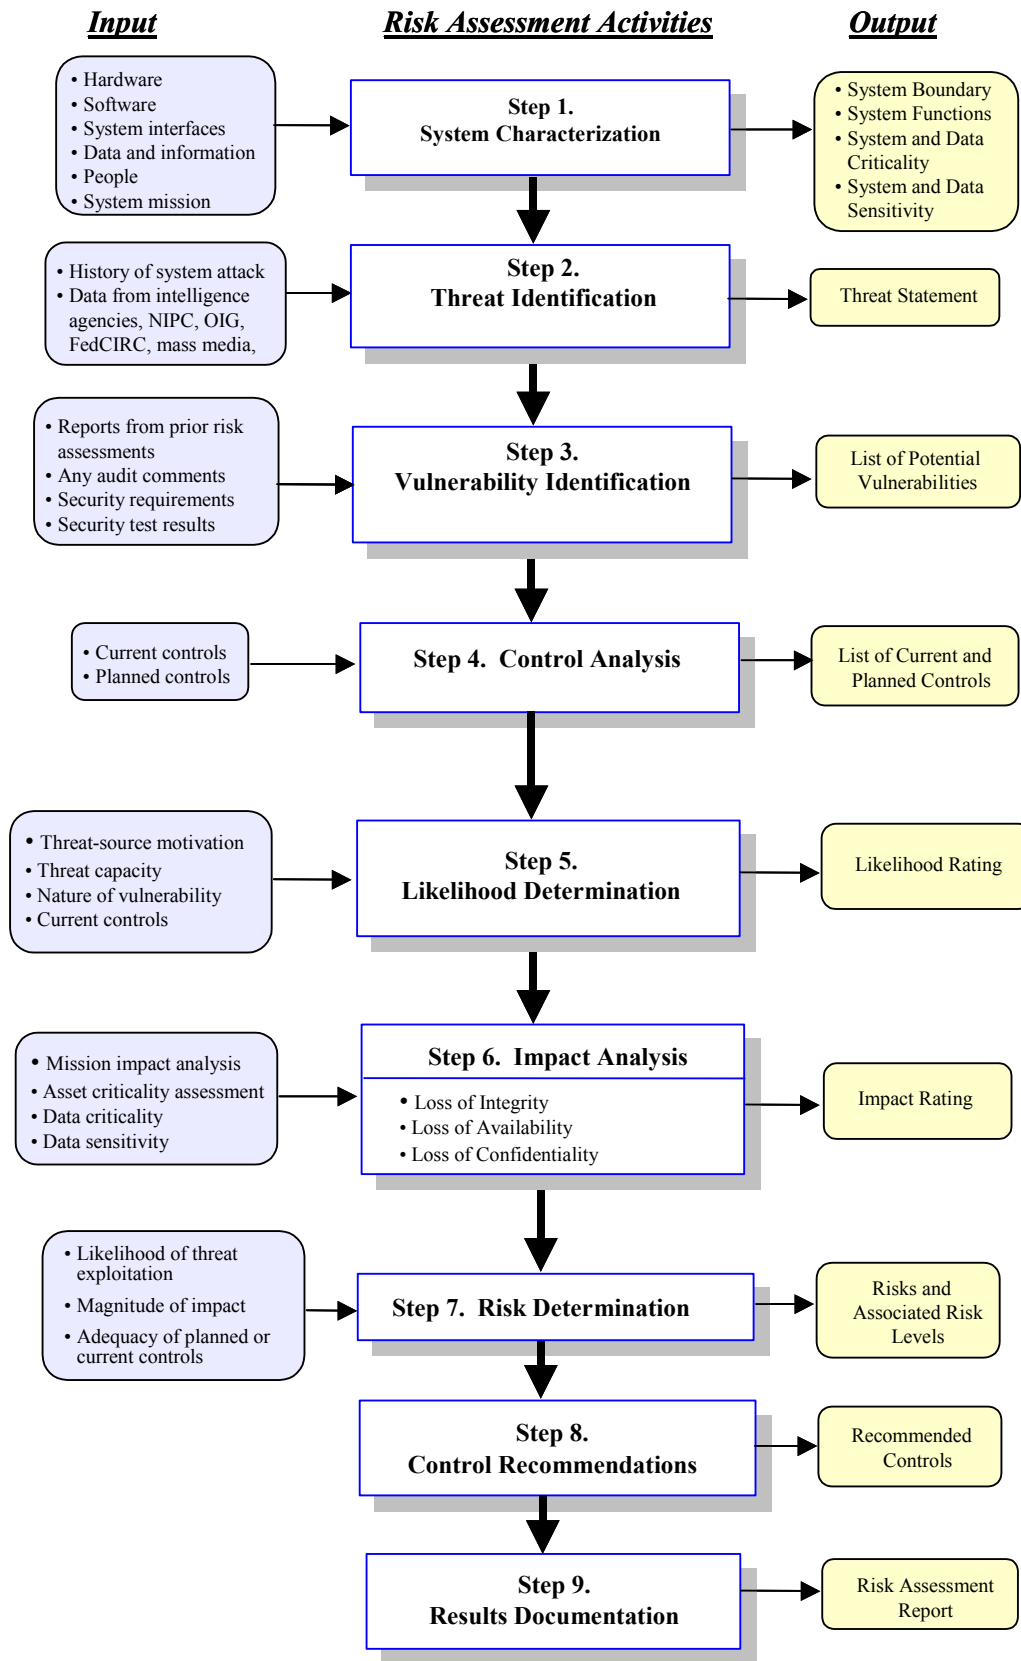 Input
Risk Assessment Activities
Output
• Hardware
• Software
• System interfaces
• Data and information
• People
• System mission
Step 1.
System Characterization
• System Boundary
• System Functions
• System and Data
Criticality
• System and Data
Sensitivity
• History of system attack
• Data from intelligence
agencies, NIPC, OIG,
FedCIRC, mass media,
Step 2.
Threat Identification
Threat Statement
• Reports from prior risk
assessments
• Any audit comments
• Security requirements
• Security test results
Step 3.
Vulnerability Identification
List of Potential
Vulnerabilities
• Current controls
• Planned controls
Step 4. Control Analysis
List of Current and
Planned Controls
• Threat-source motivation
• Threat capacity
• Nature of vulnerability
• Current controls
Step 5.
Likelihood Determination
Likelihood Rating
• Mission impact analysis
• Asset criticality assessment
• Data criticality
• Data sensitivity
Step 6. Impact Analysis
• Loss of Integrity
• Loss of Availability
• Loss of Confidentiality
Impact Rating
• Likelihood of threat
exploitation
• Magnitude of impact
• Adequacy of planned or
current controls
Step 7. Risk Determination
Risks and
Associated Risk
Levels
Step 8.
Control Recommendations
Recommended
Controls
Step 9.
Results Documentation
Risk Assessment
Report